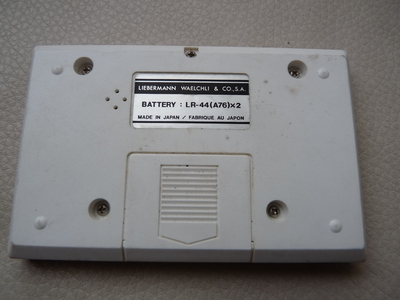 LIEBERMANN WAELCHLI & CO.,S.A.
BATTERY : LR-44(A76)×2
MADE IN JAPAN / FABRIQUE AU JAPON